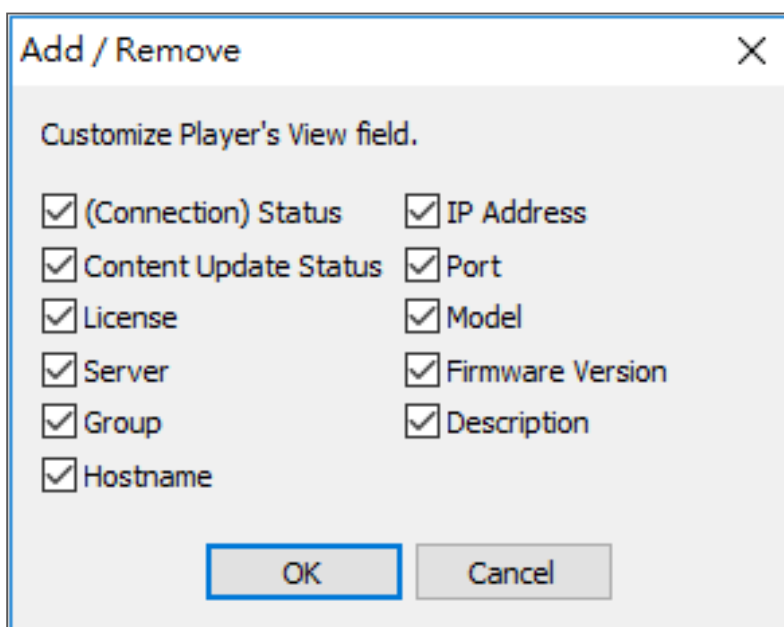 Add / Remove
Customize Player's View field.
(Connection) Status
IP Address
Content Update Status
Port
License
Model
Server
Firmware Version
Group
Description
Hostname
OK
Cancel